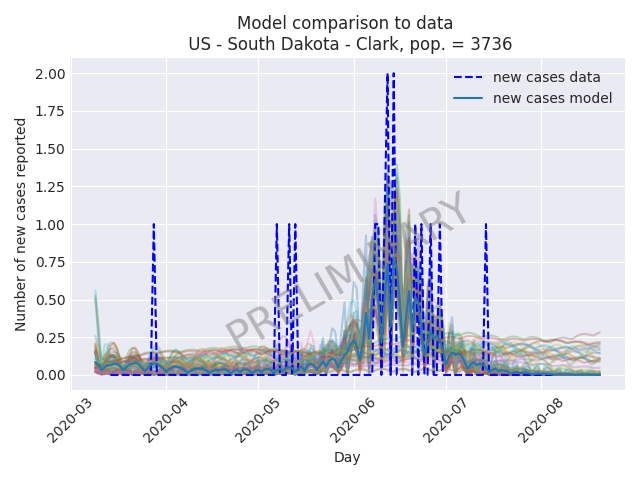 Model comparison to data
US - South Dakota - Clark, pop. = 3736
new cases data
new cases model
PRELIMINARY
Number of new cases reported
2.00
1.75
1.50
1.25
1.00
0.75
0.50
0.25
0.00
2020-03
2020-04
2020-05
2020-06
2020-07
2020-08
Day